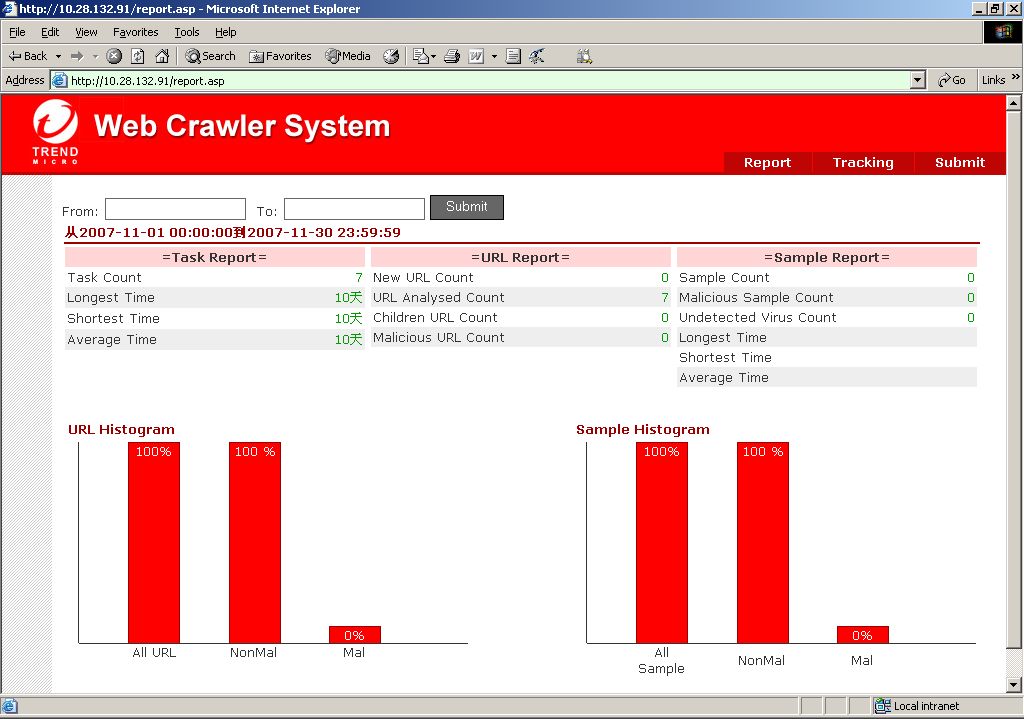 http://10.28.132.91/report.asp - Microsoft Internet Explorer
File Edit View Favorites Tools Help
Back Search Favorites Media
Address http://10.28.132.91/report.asp Go Links »
TREND
MICRO
Web Crawler System
Report Tracking Submit
From: To: Submit
从2007-11-01 00:00:00到2007-11-30 23:59:59
=Task Report= =URL Report= =Sample Report=
Task Count 7 New URL Count 0 Sample Count 0
Longest Time 10天 URL Analysed Count 7 Malicious Sample Count 0
Shortest Time 10天 Children URL Count 0 Undetected Virus Count 0
Average Time 10天 Malicious URL Count 0 Longest Time
Shortest Time
Average Time
URL Histogram Sample Histogram
100% 100 % 100% 100 %
0% 0%
All URL NonMal Mal All Sample NonMal Mal
Local intranet